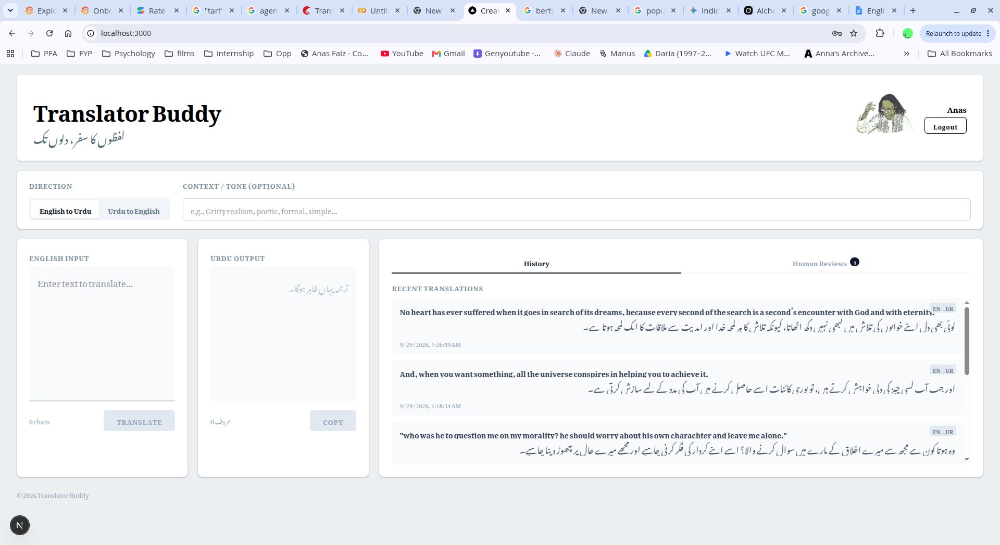 Explo
Onbo
Rate
"tarf"
agen
Trans
Untit
New
Creat
berts
New
popu
Indic
Alche
goog
Engli
localhost:3000
Relaunch to update
PFA
FYP
Psychology
films
internship
Opp
Anas Faiz - Co...
YouTube
Gmail
Genyoutube -...
Claude
Manus
Daria (1997–2...
Watch UFC M...
Anna's Archive...
All Bookmarks
Translator Buddy
لفظوں کا سفر، دلوں تک
Anas
Logout
DIRECTION
English to Urdu
Urdu to English
CONTEXT / TONE (OPTIONAL)
e.g., Gritty realism, poetic, formal, simple...
ENGLISH INPUT
Enter text to translate...
0 chars
TRANSLATE
URDU OUTPUT
ترجمہ یہاں ظاہر ہوگا۔
0 حروف
COPY
History
Human Reviews 1
RECENT TRANSLATIONS
No heart has ever suffered when it goes in search of its dreams, because every second of the search is a second's encounter with God and with eternity.
EN→UR
کوئی بھی دل اپنے خوابوں کی تلاش میں کبھی نہیں دکھ اٹھاتا، کیونکہ تلاش کا ہر لمحہ خدا اور ابدیت سے ملاقات کا ایک لمحہ ہوتا ہے۔
9/29/2026, 1:26:59 AM
And, when you want something, all the universe conspires in helping you to achieve it.
EN→UR
اور جب آپ کسی چیز کی دلی خواہش کرتے ہیں، تو پوری کائنات اسے حاصل کرنے میں آپ کی مدد کے لیے سازش کرتی ہے۔
9/29/2026, 1:18:34 AM
"who was he to question me on my morality? he should worry about his own charachter and leave me alone."
EN→UR
وہ ہوتا کون ہے مجھ سے میرے اخلاق کے بارے میں سوال کرنے والا؟ اسے اپنے کردار کی فکر کرنی چاہیے اور مجھے میرے حال پر چھوڑ دینا چاہیے۔
© 2026 Translator Buddy
N